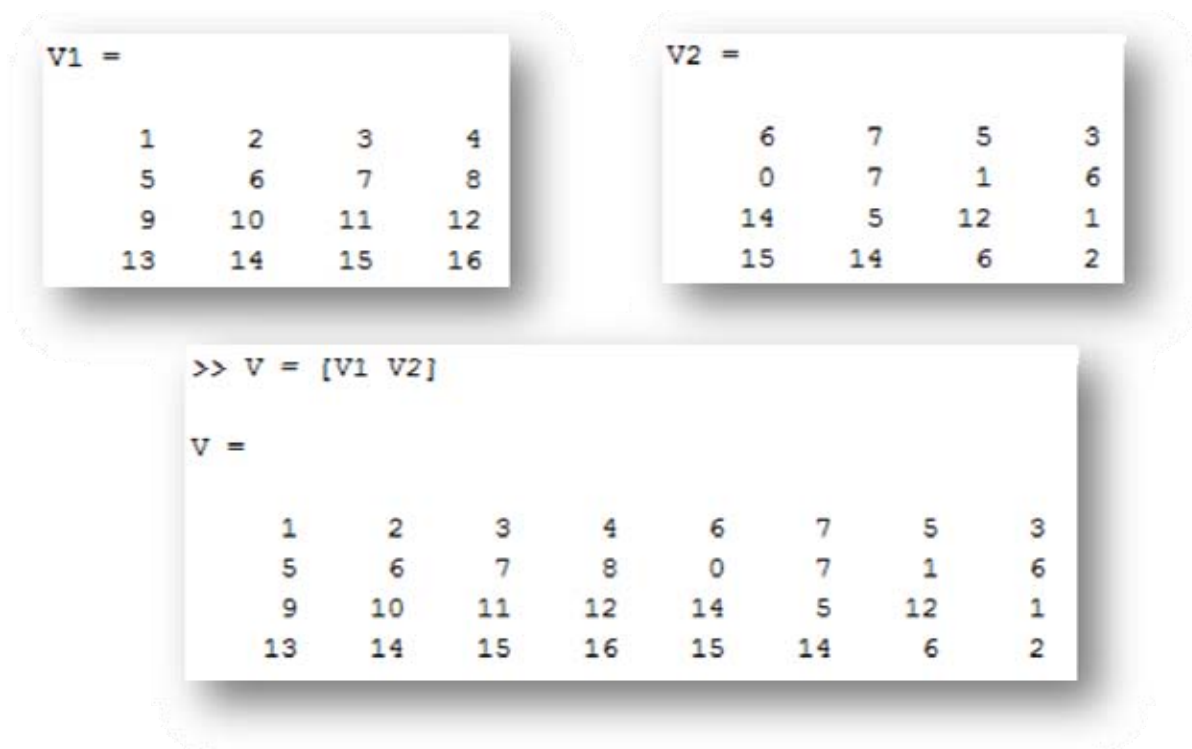 V1 =
1 2 3 4
5 6 7 8
9 10 11 12
13 14 15 16
V2 =
6 7 5 3
0 7 1 6
14 5 12 1
15 14 6 2
>> V = [V1 V2]
V =
1 2 3 4 6 7 5 3
5 6 7 8 0 7 1 6
9 10 11 12 14 5 12 1
13 14 15 16 15 14 6 2